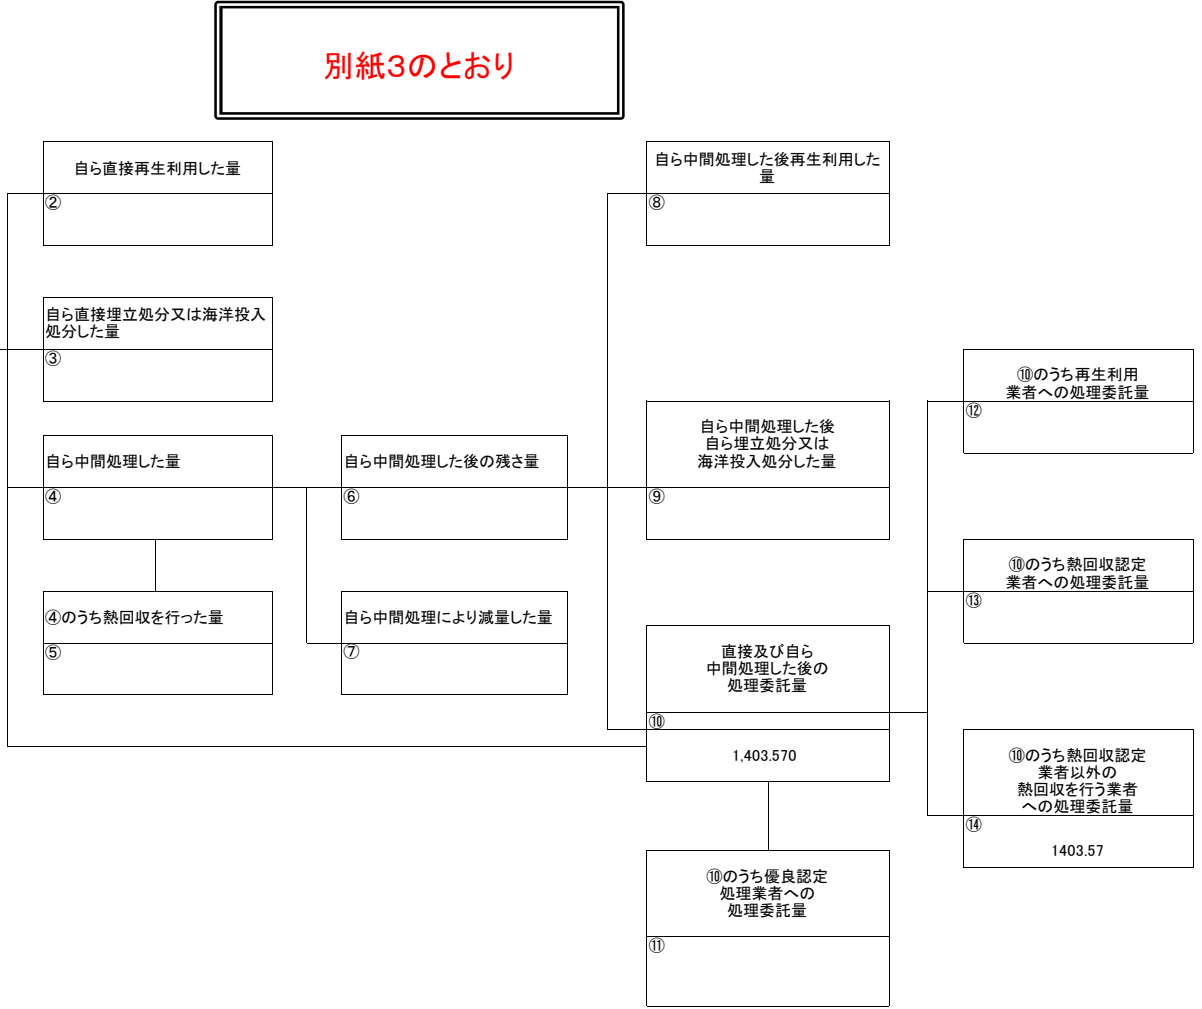 別紙３のとおり
自ら直接再生利用した量
②
自ら中間処理した後再生利用した
量
⑧
自ら直接埋立処分又は海洋投入
処分した量
③
⑩のうち再生利用
業者への処理委託量
⑫
自ら中間処理した量
④
自ら中間処理した後の残さ量
⑥
自ら中間処理した後
自ら埋立処分又は
海洋投入処分した量
⑨
⑩のうち熱回収認定
業者への処理委託量
⑬
④のうち熱回収を行った量
⑤
自ら中間処理により減量した量
⑦
直接及び自ら
中間処理した後の
処理委託量
⑩
1,403.570
⑩のうち熱回収認定
業者以外の
熱回収を行う業者
への処理委託量
⑭
1403.57
⑩のうち優良認定
処理業者への
処理委託量
⑪